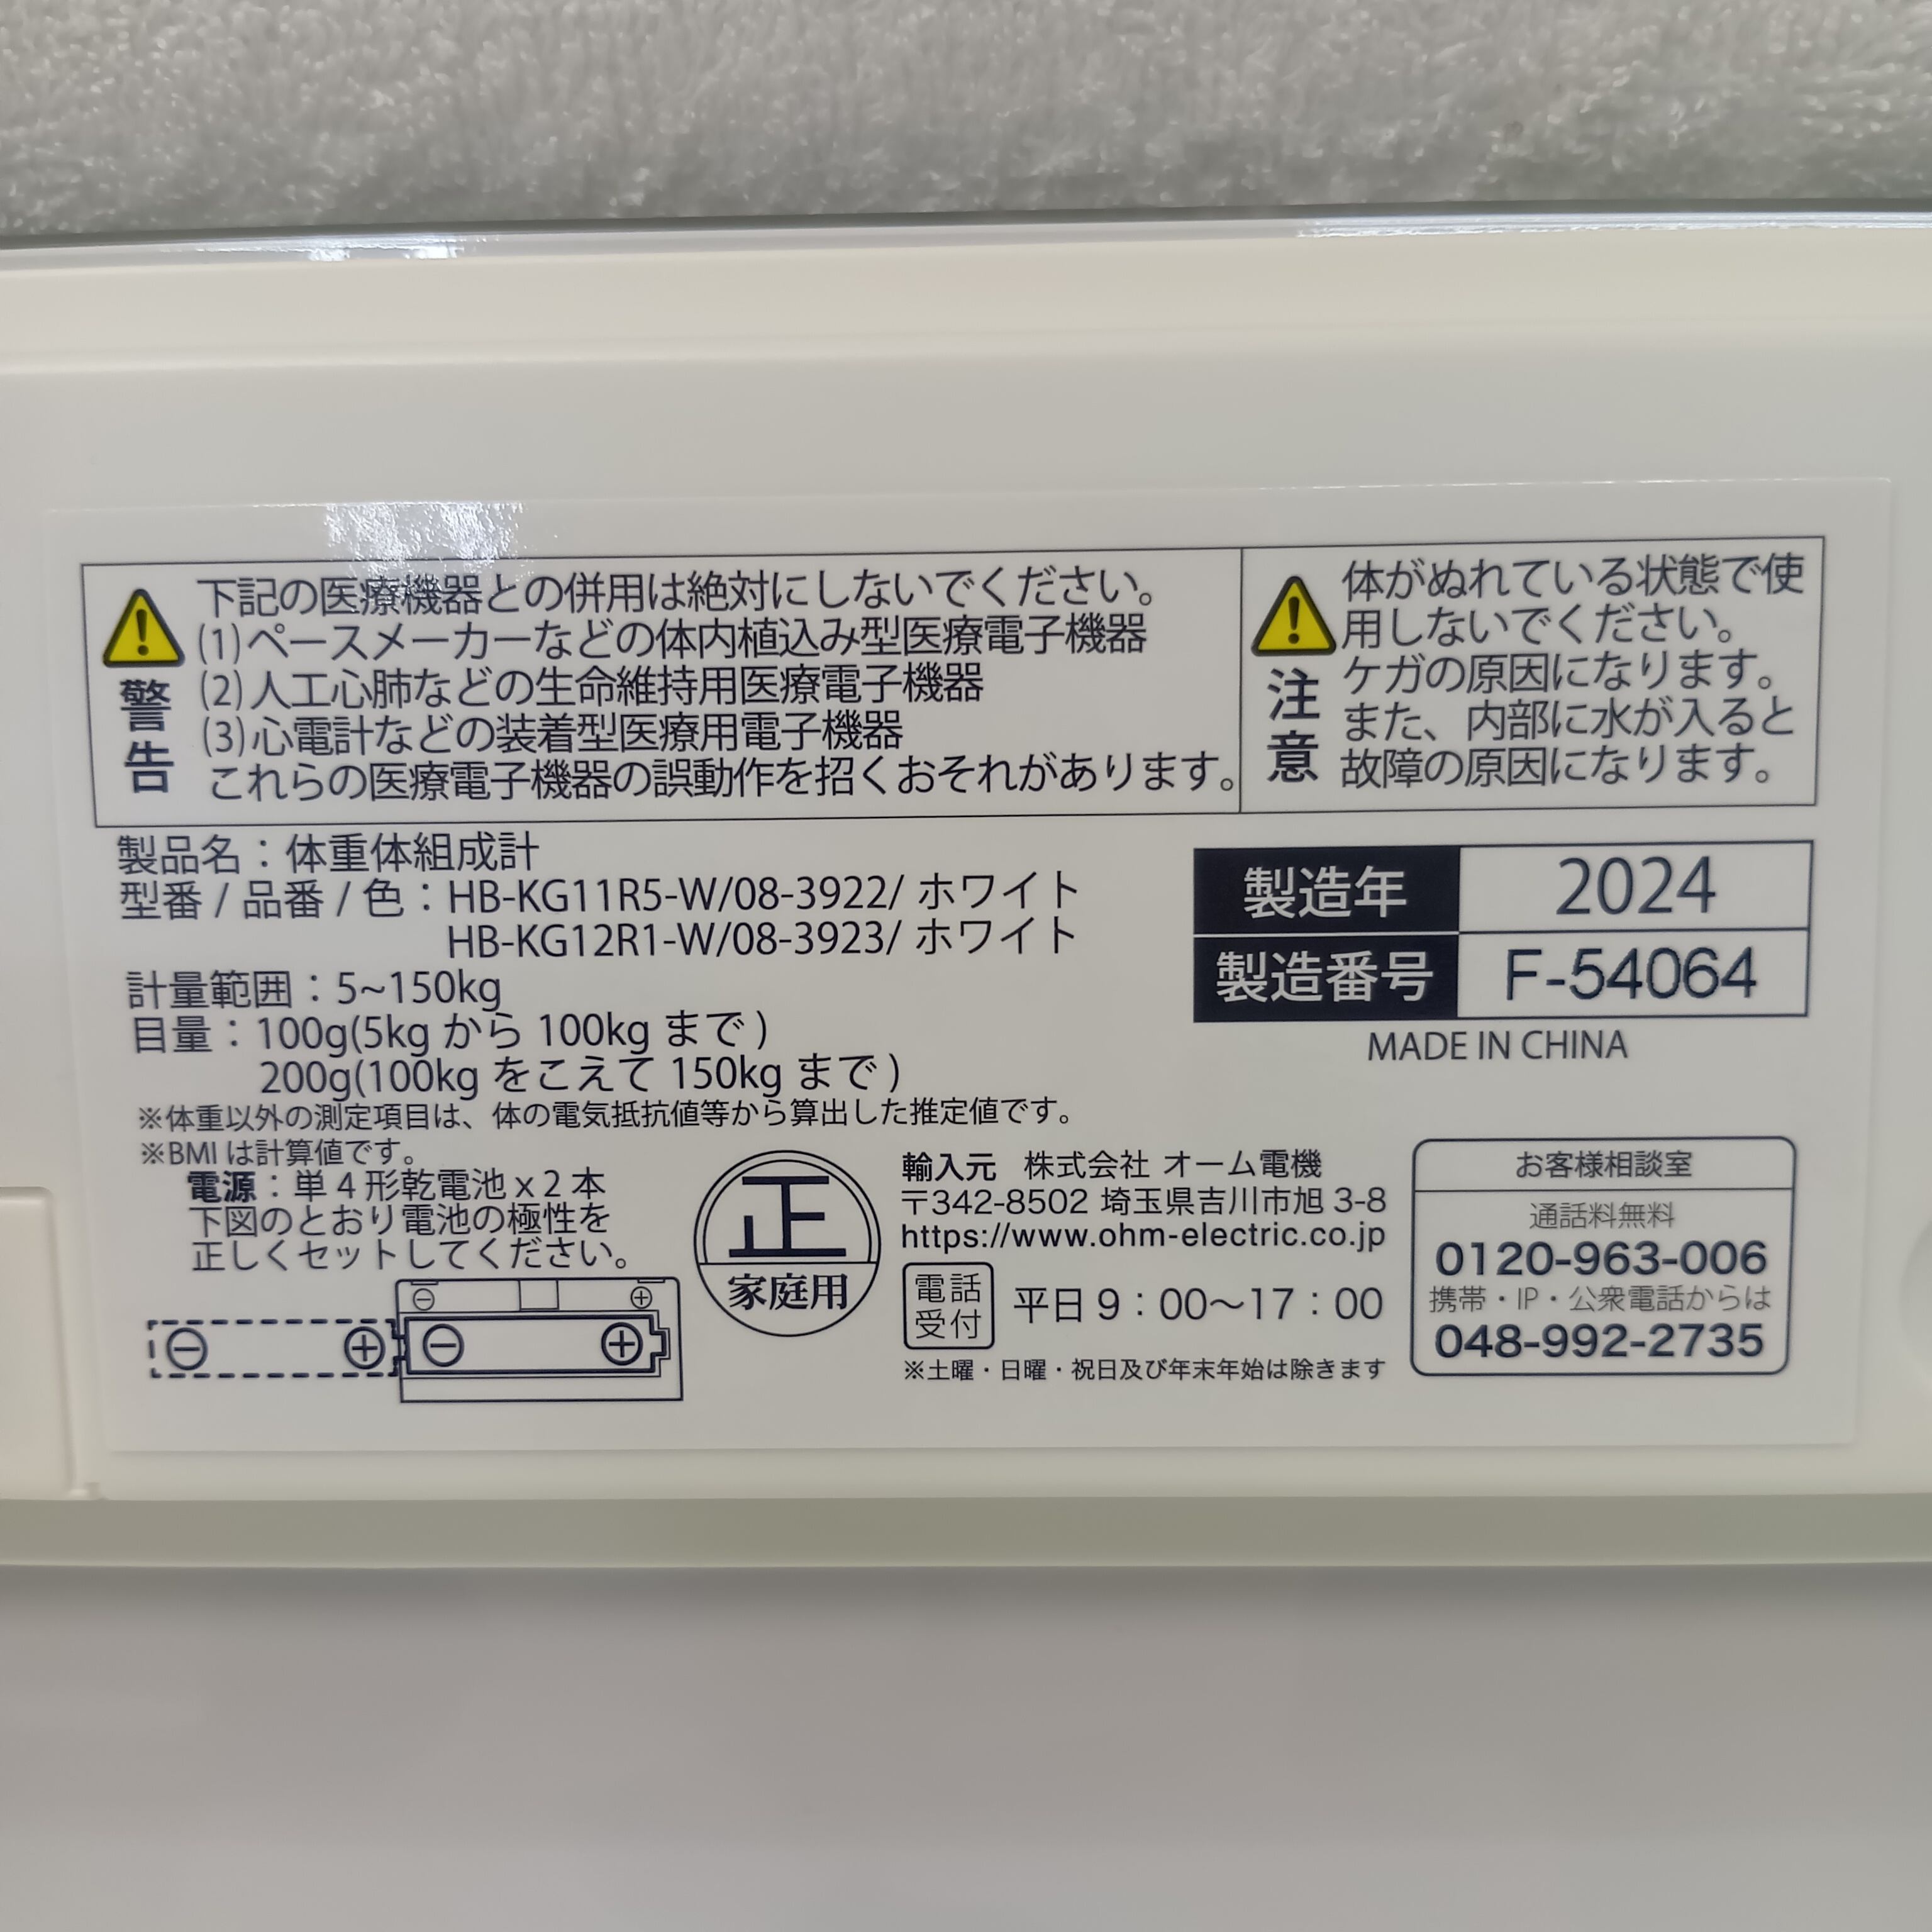 警告
下記の医療機器との併用は絶対にしないでください。
(1)ペースメーカーなどの体内植込み型医療電子機器
(2)人工心肺などの生命維持用医療電子機器
(3)心電計などの装着型医療用電子機器
これらの医療電子機器の誤動作を招くおそれがあります。
注意
体がぬれている状態で使
用しないでください。
ケガの原因になります。
また、内部に水が入ると
故障の原因になります。
製品名：体重体組成計
型番 / 品番 / 色：HB-KG11R5-W/08-3922/ ホワイト
HB-KG12R1-W/08-3923/ ホワイト
計量範囲：5~150kg
目量：100g(5kg から 100kg まで )
200g(100kg をこえて 150kg まで )
※体重以外の測定項目は、体の電気抵抗値等から算出した推定値です。
※BMI は計算値です。
製造年 2024
製造番号 F-54064
MADE IN CHINA
電源：単 4 形乾電池 x 2 本
下図のとおり電池の極性を
正しくセットしてください。
⊖ ⊕
⊖ ⊕ ⊖ ⊕
正
家庭用
輸入元 株式会社 オーム電機
〒342-8502 埼玉県吉川市旭 3-8
https://www.ohm-electric.co.jp
電話
受付
平日 9：00～17：00
※土曜・日曜・祝日及び年末年始は除きます
お客様相談室
通話料無料
0120-963-006
携帯・IP・公衆電話からは
048-992-2735